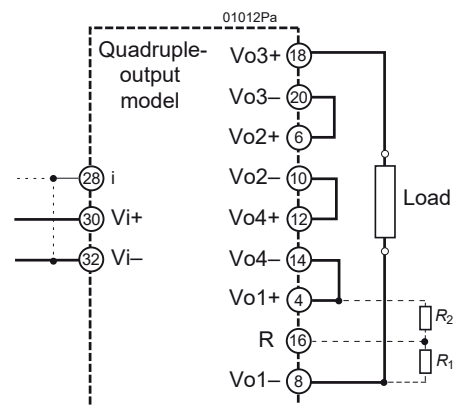 01012Pa
Quadruple-
output
model
Vo3+ 18
Vo3– 20
Vo2+ 6
Vo2– 10
Vo4+ 12
Vo4– 14
Vo1+ 4
R 16
Vo1– 8
28 i
30 Vi+
32 Vi–
Load
R2
R1